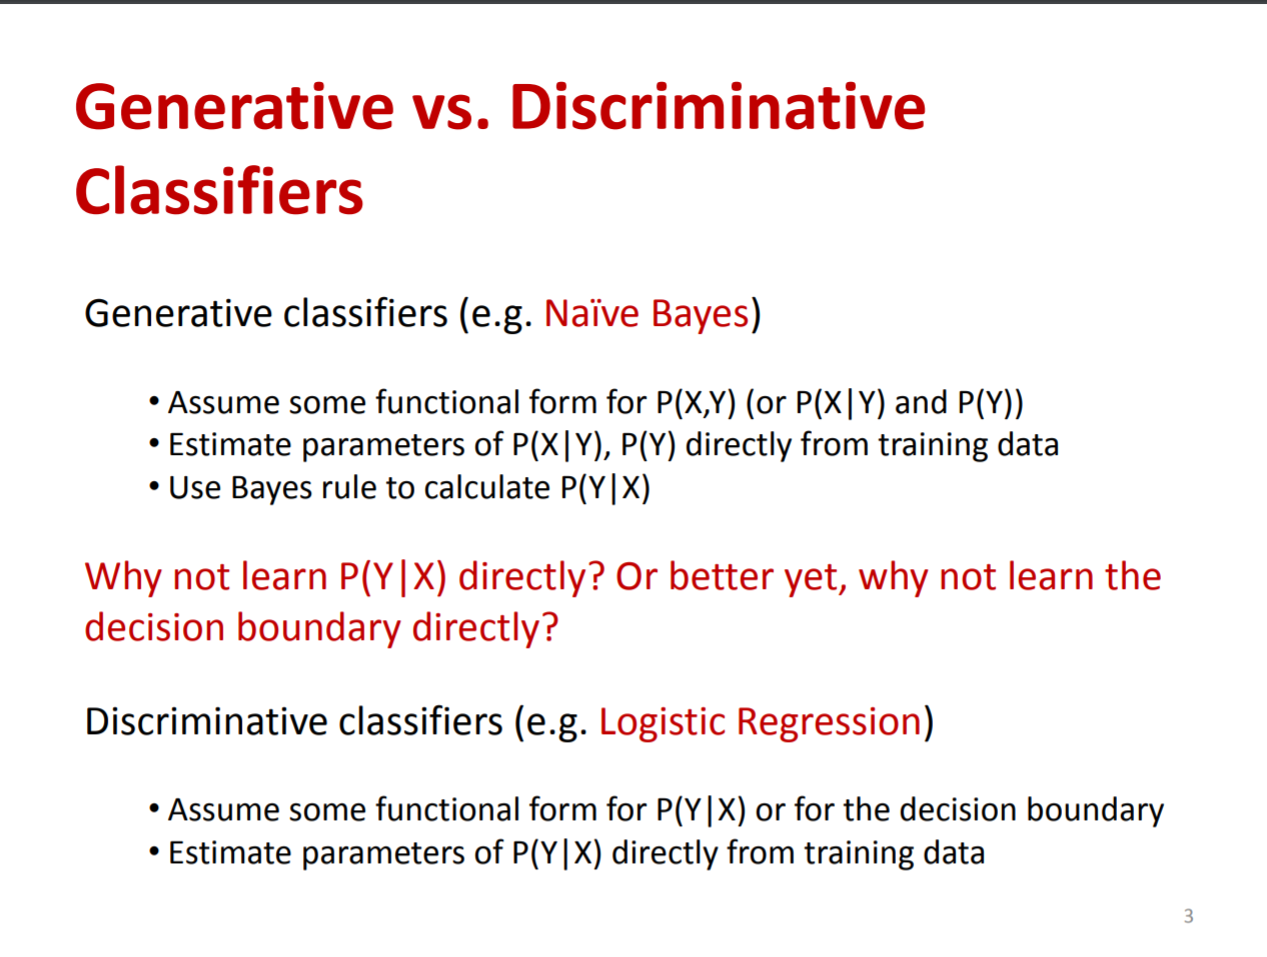 Generative vs. Discriminative
Classifiers
Generative classifiers (e.g. Naïve Bayes)
• Assume some functional form for P(X,Y) (or P(X|Y) and P(Y))
• Estimate parameters of P(X|Y), P(Y) directly from training data
• Use Bayes rule to calculate P(Y|X)
Why not learn P(Y|X) directly? Or better yet, why not learn the
decision boundary directly?
Discriminative classifiers (e.g. Logistic Regression)
• Assume some functional form for P(Y|X) or for the decision boundary
• Estimate parameters of P(Y|X) directly from training data
3